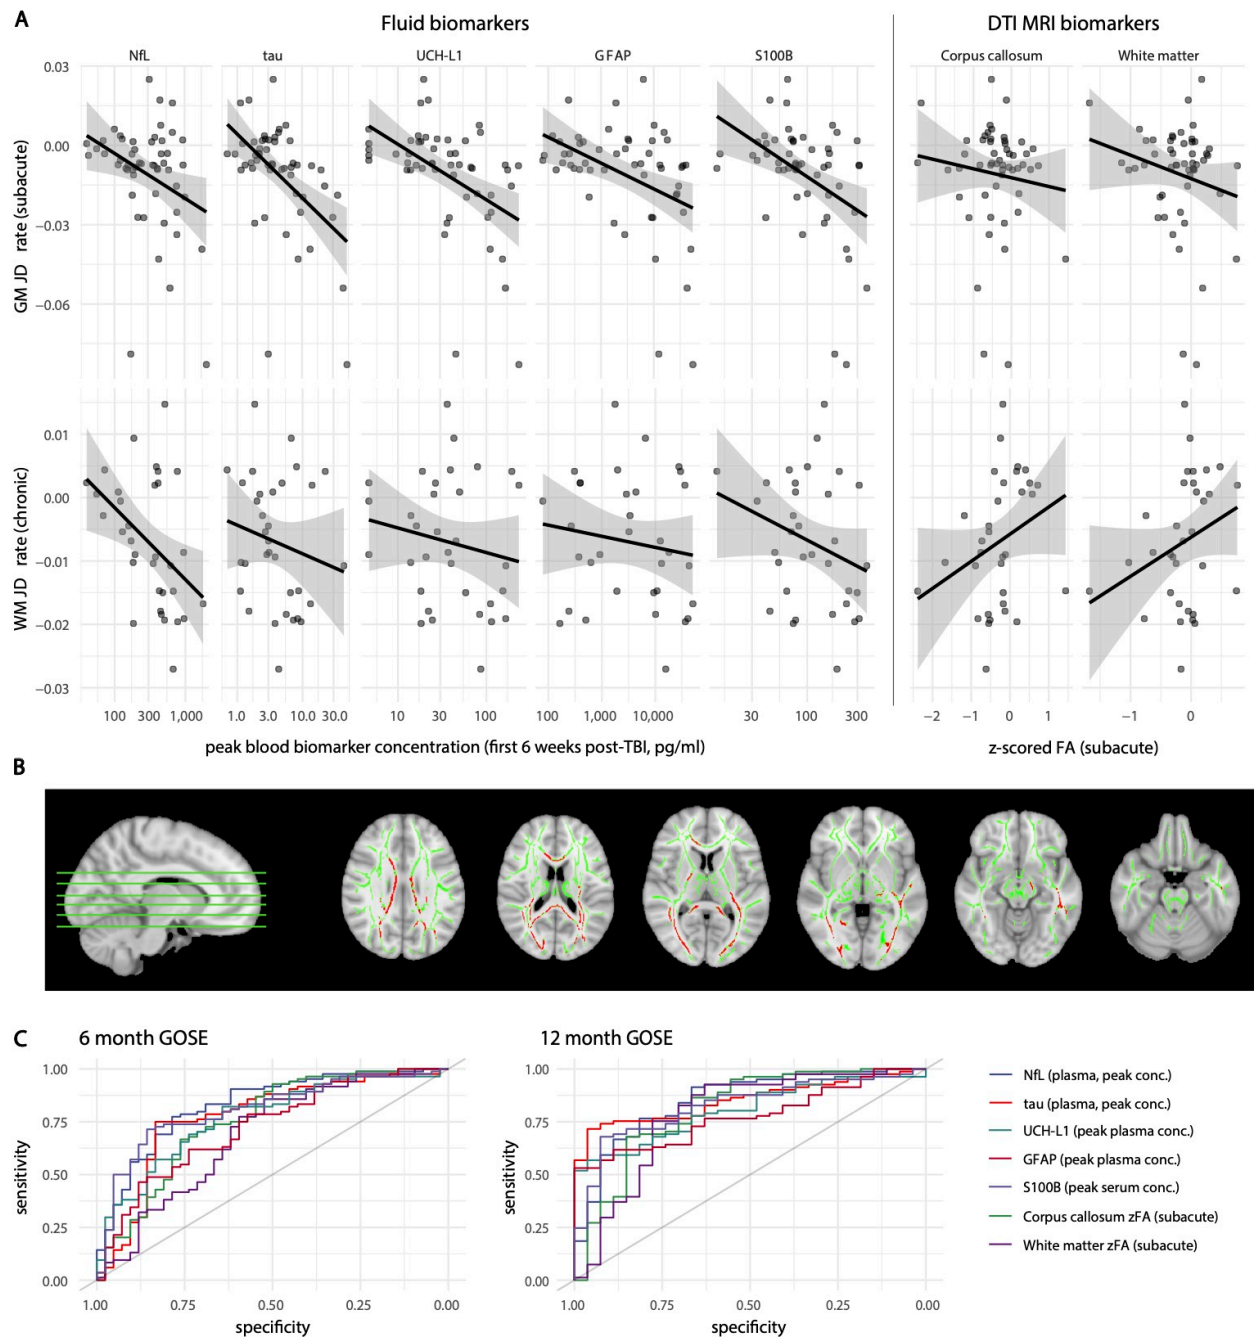 A
Fluid biomarkers
DTI MRI biomarkers
NfL
tau
UCH-L1
GFAP
S100B
Corpus callosum
White matter
GM JD rate (subacute)
0.03
0.00
−0.03
−0.06
WM JD rate (chronic)
0.01
0.00
−0.01
−0.02
−0.03
100 300 1,000
1.0 3.0 10.0 30.0
10 30 100
100 1,000 10,000
30 100 300
−2 −1 0 1
−1 0
peak blood biomarker concentration (first 6 weeks post-TBI, pg/ml)
z-scored FA (subacute)
B
C
6 month GOSE
12 month GOSE
sensitivity
1.00
0.75
0.50
0.25
0.00
1.00 0.75 0.50 0.25 0.00
specificity
sensitivity
1.00
0.75
0.50
0.25
0.00
1.00 0.75 0.50 0.25 0.00
specificity
NfL (plasma, peak conc.)
tau (plasma, peak conc.)
UCH-L1 (peak plasma conc.)
GFAP (peak plasma conc.)
S100B (peak serum conc.)
Corpus callosum zFA (subacute)
White matter zFA (subacute)